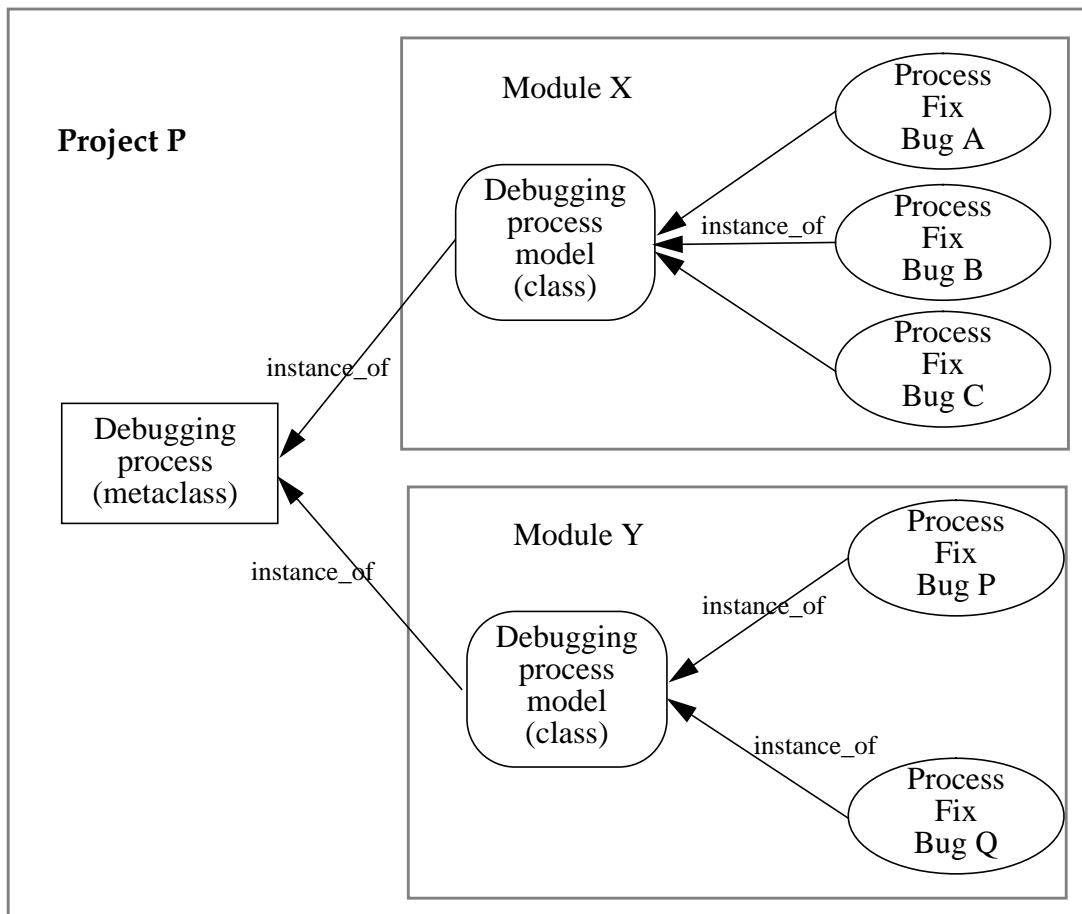 Project P
Module X
Debugging
process
model
(class)
instance_of
Process
Fix
Bug A
Process
Fix
Bug B
Process
Fix
Bug C
instance_of
Debugging
process
(metaclass)
instance_of
Module Y
Debugging
process
model
(class)
instance_of
instance_of
Process
Fix
Bug P
Process
Fix
Bug Q